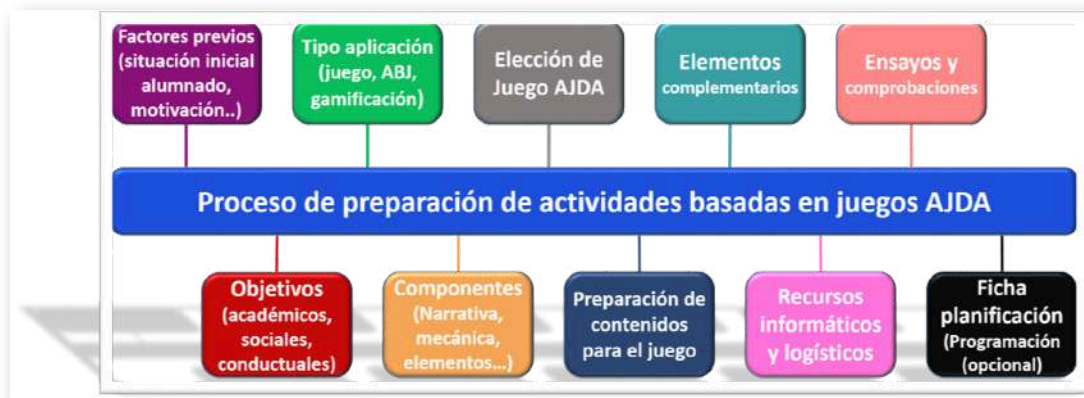 Factores previos
(situación inicial
alumnado,
motivación..)
Tipo aplicación
(juego, ABJ,
gamificación)
Elección de
Juego AJDA
Elementos
complementarios
Ensayos y
comprobaciones
Proceso de preparación de actividades basadas en juegos AJDA
Objetivos
(académicos,
sociales,
conductuales)
Componentes
(Narrativa,
mecánica,
elementos...)
Preparación de
contenidos
para el juego
Recursos
informáticos
y logísticos
Ficha
planificación
(Programación
(opcional)